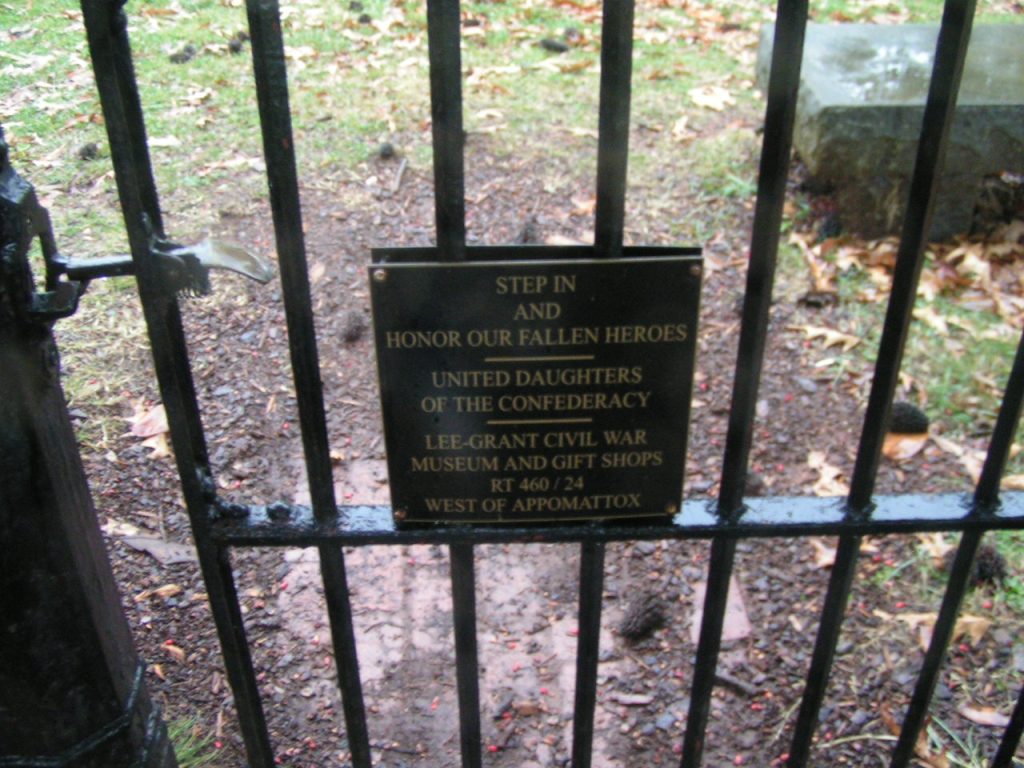 STEP IN
AND
HONOR OUR FALLEN HEROES
UNITED DAUGHTERS
OF THE CONFEDERACY
LEE-GRANT CIVIL WAR
MUSEUM AND GIFT SHOPS
RT 460 / 24
WEST OF APPOMATTOX